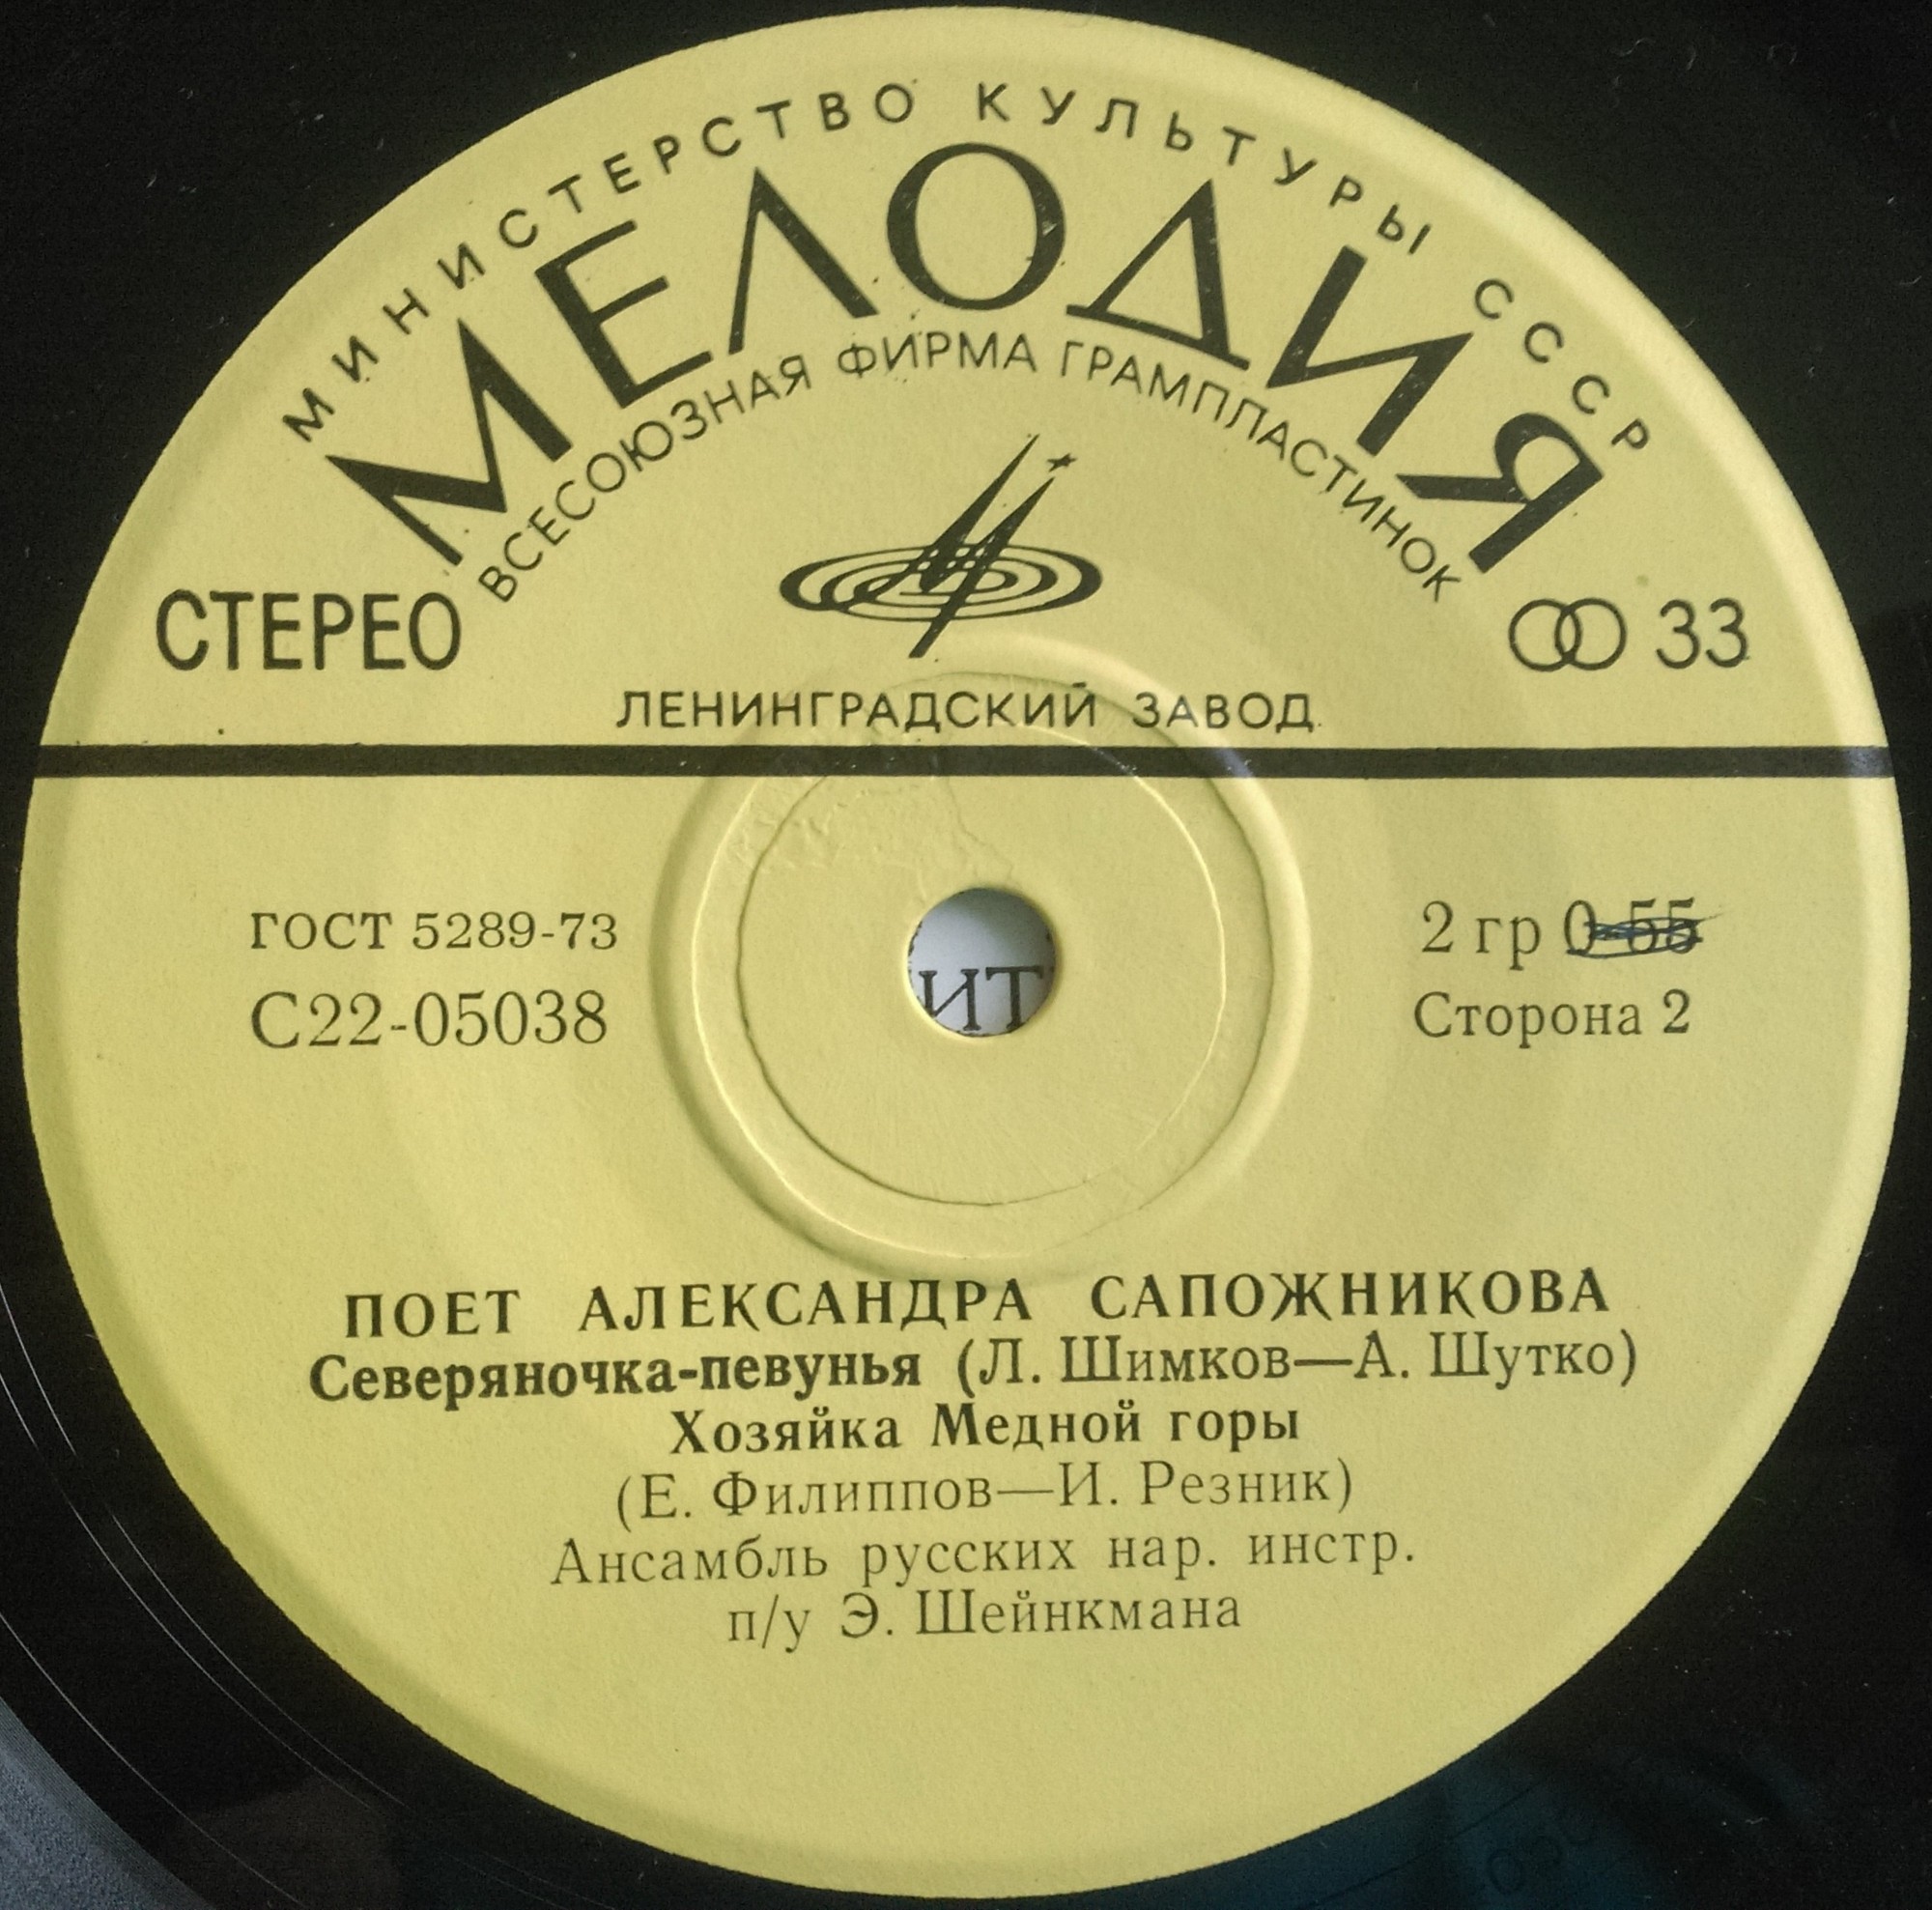 МИНИСТЕРСТВО КУЛЬТУРЫ СССР
МЕЛОДИЯ
ВСЕСОЮЗНАЯ ФИРМА ГРАМПЛАСТИНОК
СТЕРЕО
33
ЛЕНИНГРАДСКИЙ ЗАВОД
ГОСТ 5289-73
2 гр 0-55
С22-05038
Сторона 2
ИТ
ПОЕТ АЛЕКСАНДРА САПОЖНИКОВА
Северяночка-певунья (Л. Шимков—А. Шутко)
Хозяйка Медной горы
(Е. Филиппов—И. Резник)
Ансамбль русских нар. инстр.
п/у Э. Шейнкмана